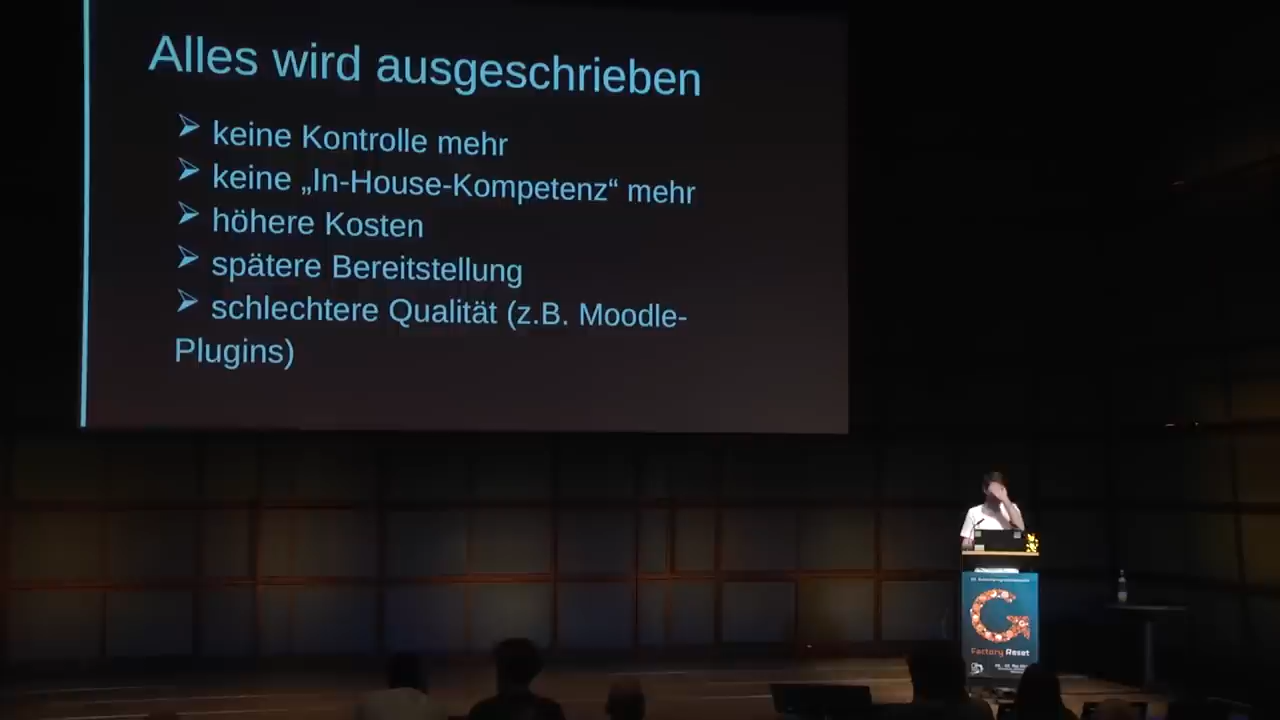 Alles wird ausgeschrieben
➢ keine Kontrolle mehr
➢ keine „In-House-Kompetenz“ mehr
➢ höhere Kosten
➢ spätere Bereitstellung
➢ schlechtere Qualität (z.B. Moodle-
Plugins)
Factory Reset